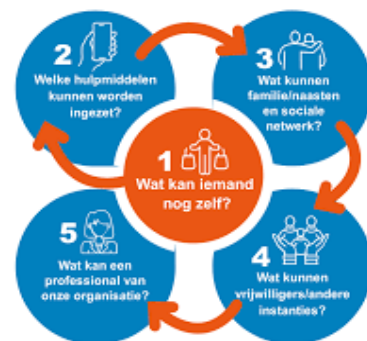 1
Wat kan iemand
nog zelf?
2
Welke hulpmiddelen
kunnen worden
ingezet?
3
Wat kunnen
familie/naasten
en sociale
netwerk?
4
Wat kunnen
vrijwilligers/andere
instanties?
5
Wat kan een
professional van
onze organisatie?